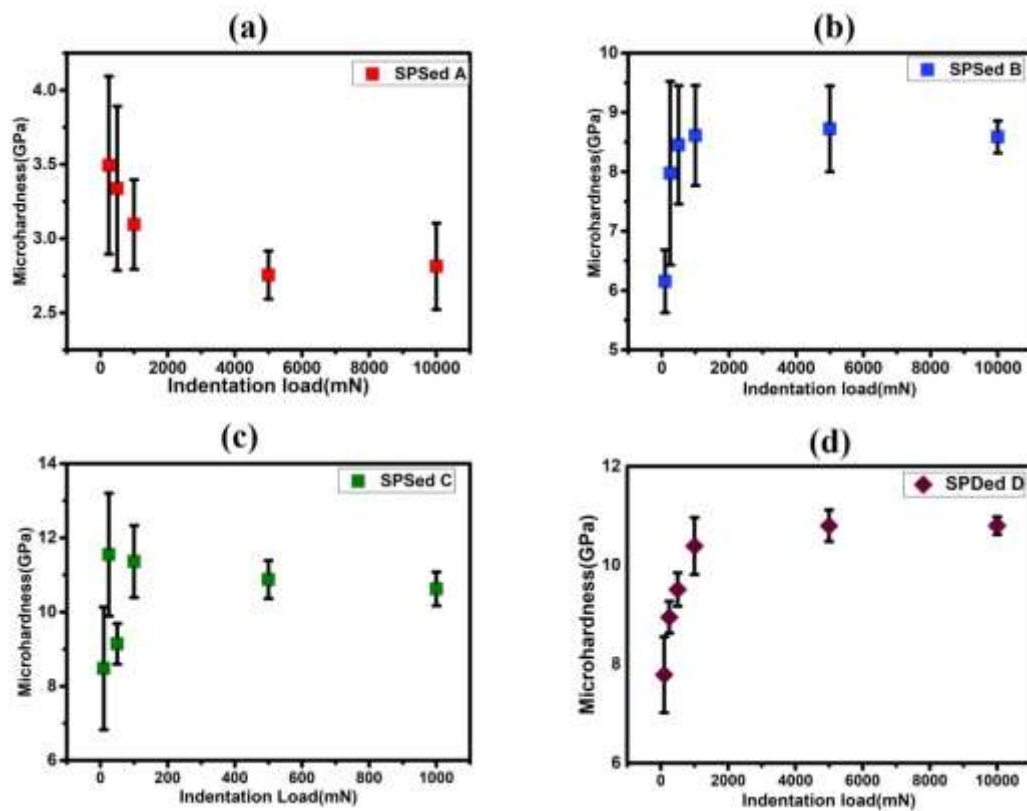 (a)
SPSed A
Microhardness(GPa)
4.0
3.5
3.0
2.5
0 2000 4000 6000 8000 10000
Indentation load(mN)
(b)
SPSed B
Microhardness(GPa)
10
9
8
7
6
5
0 2000 4000 6000 8000 10000
Indentation load(mN)
(c)
SPSed C
Microhardness(GPa)
14
12
10
8
6
0 200 400 600 800 1000
Indentation Load(mN)
(d)
SPDed D
Microhardness(GPa)
12
10
8
6
0 2000 4000 6000 8000 10000
Indentation load(mN)